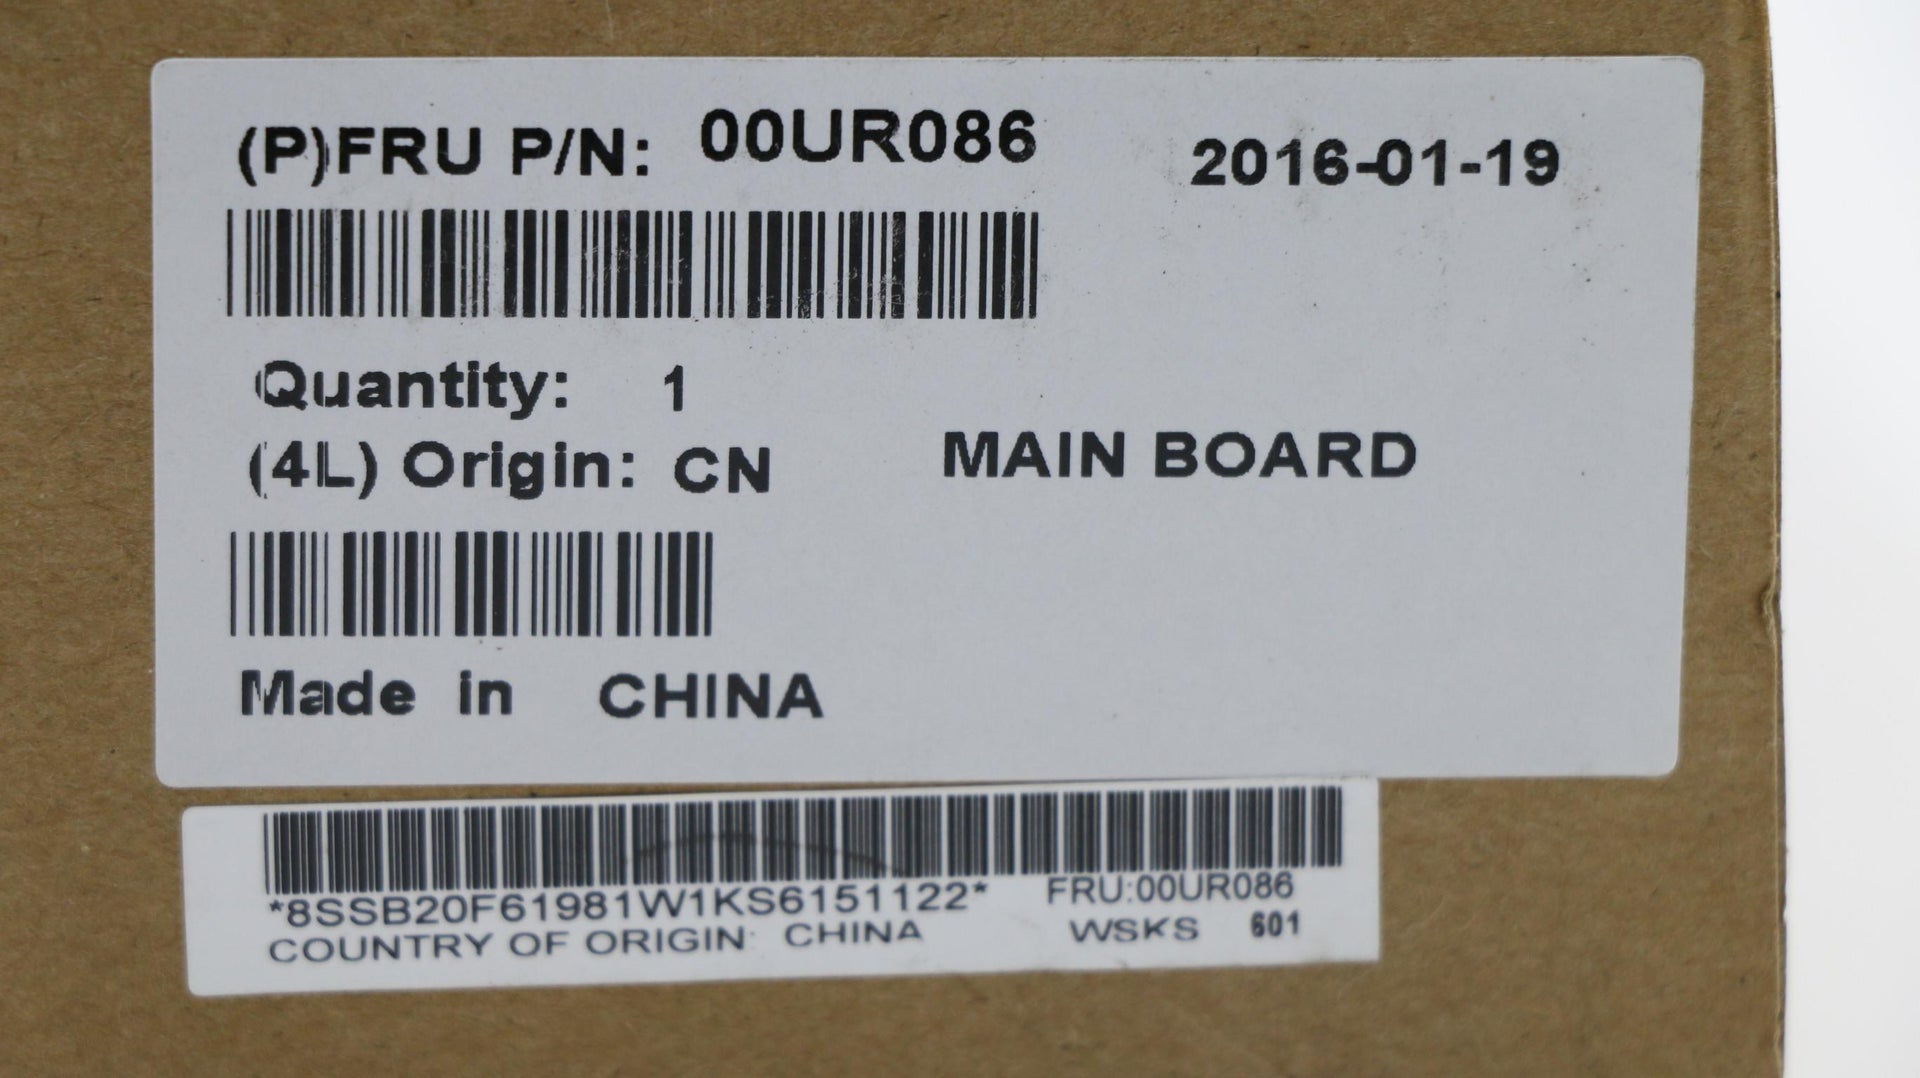 (P)FRU P/N: 00UR086 2016-01-19
Quantity: 1
(4L) Origin: CN MAIN BOARD
Made in CHINA
*8SSB20F61981W1KS6151122* FRU:00UR086
COUNTRY OF ORIGIN: CHINA WSKS 601